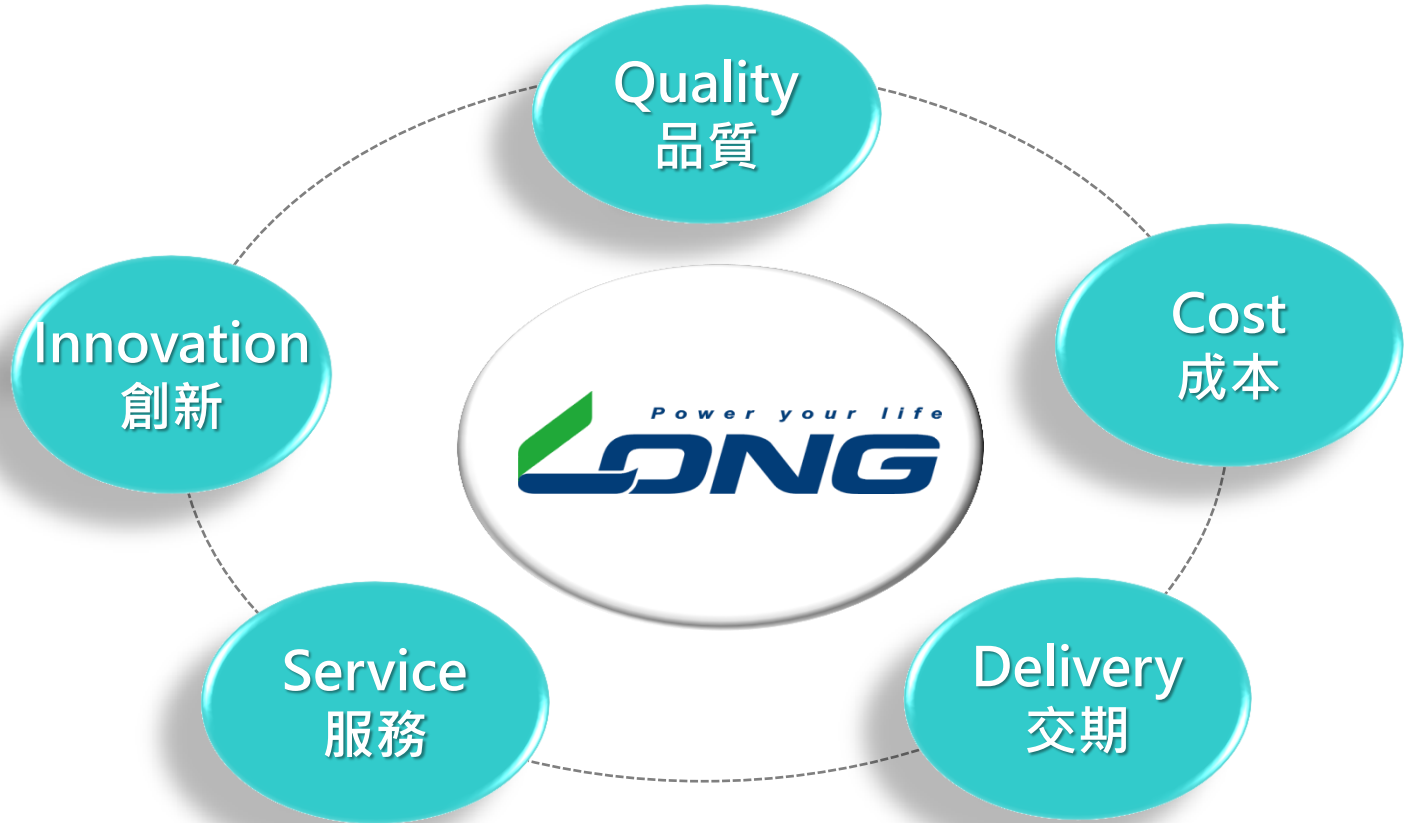 Quality
品質
Cost
成本
Innovation
創新
Power your life
LONG
Service
服務
Delivery
交期